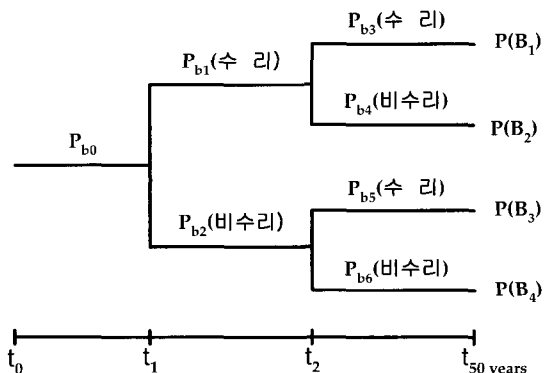 P_b3(수 리)
P(B_1)
P_b1(수 리)
P_b4(비수리)
P(B_2)
P_b0
P_b5(수 리)
P(B_3)
P_b2(비수리)
P_b6(비수리)
P(B_4)
t_0 t_1 t_2 t_50 years